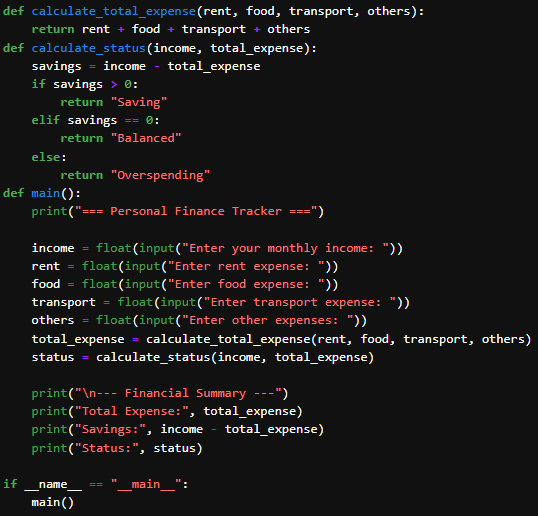 def calculate_total_expense(rent, food, transport, others):
    return rent + food + transport + others
def calculate_status(income, total_expense):
    savings = income - total_expense
    if savings > 0:
        return "Saving"
    elif savings == 0:
        return "Balanced"
    else:
        return "Overspending"
def main():
    print("=== Personal Finance Tracker ===")

    income = float(input("Enter your monthly income: "))
    rent = float(input("Enter rent expense: "))
    food = float(input("Enter food expense: "))
    transport = float(input("Enter transport expense: "))
    others = float(input("Enter other expenses: "))
    total_expense = calculate_total_expense(rent, food, transport, others)
    status = calculate_status(income, total_expense)

    print("\n--- Financial Summary ---")
    print("Total Expense:", total_expense)
    print("Savings:", income - total_expense)
    print("Status:", status)

if __name__ == "__main__":
    main()